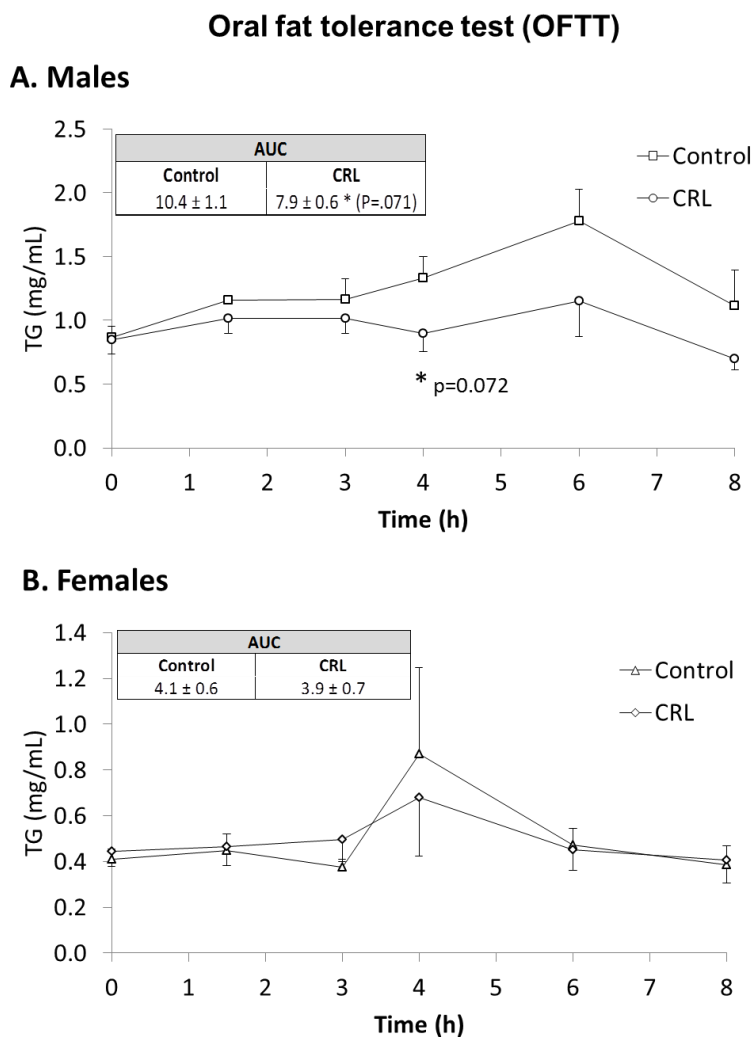 Oral fat tolerance test (OFTT)
A. Males
2.5
2.0
1.5
1.0
0.5
0.0
TG (mg/mL)
AUC
Control CRL
10.4 ± 1.1 7.9 ± 0.6 * (P=.071)
Control
CRL
* p=0.072
0 1 2 3 4 5 6 7 8
Time (h)
B. Females
1.4
1.2
1.0
0.8
0.6
0.4
0.2
0.0
TG (mg/mL)
AUC
Control CRL
4.1 ± 0.6 3.9 ± 0.7
Control
CRL
0 1 2 3 4 5 6 7 8
Time (h)